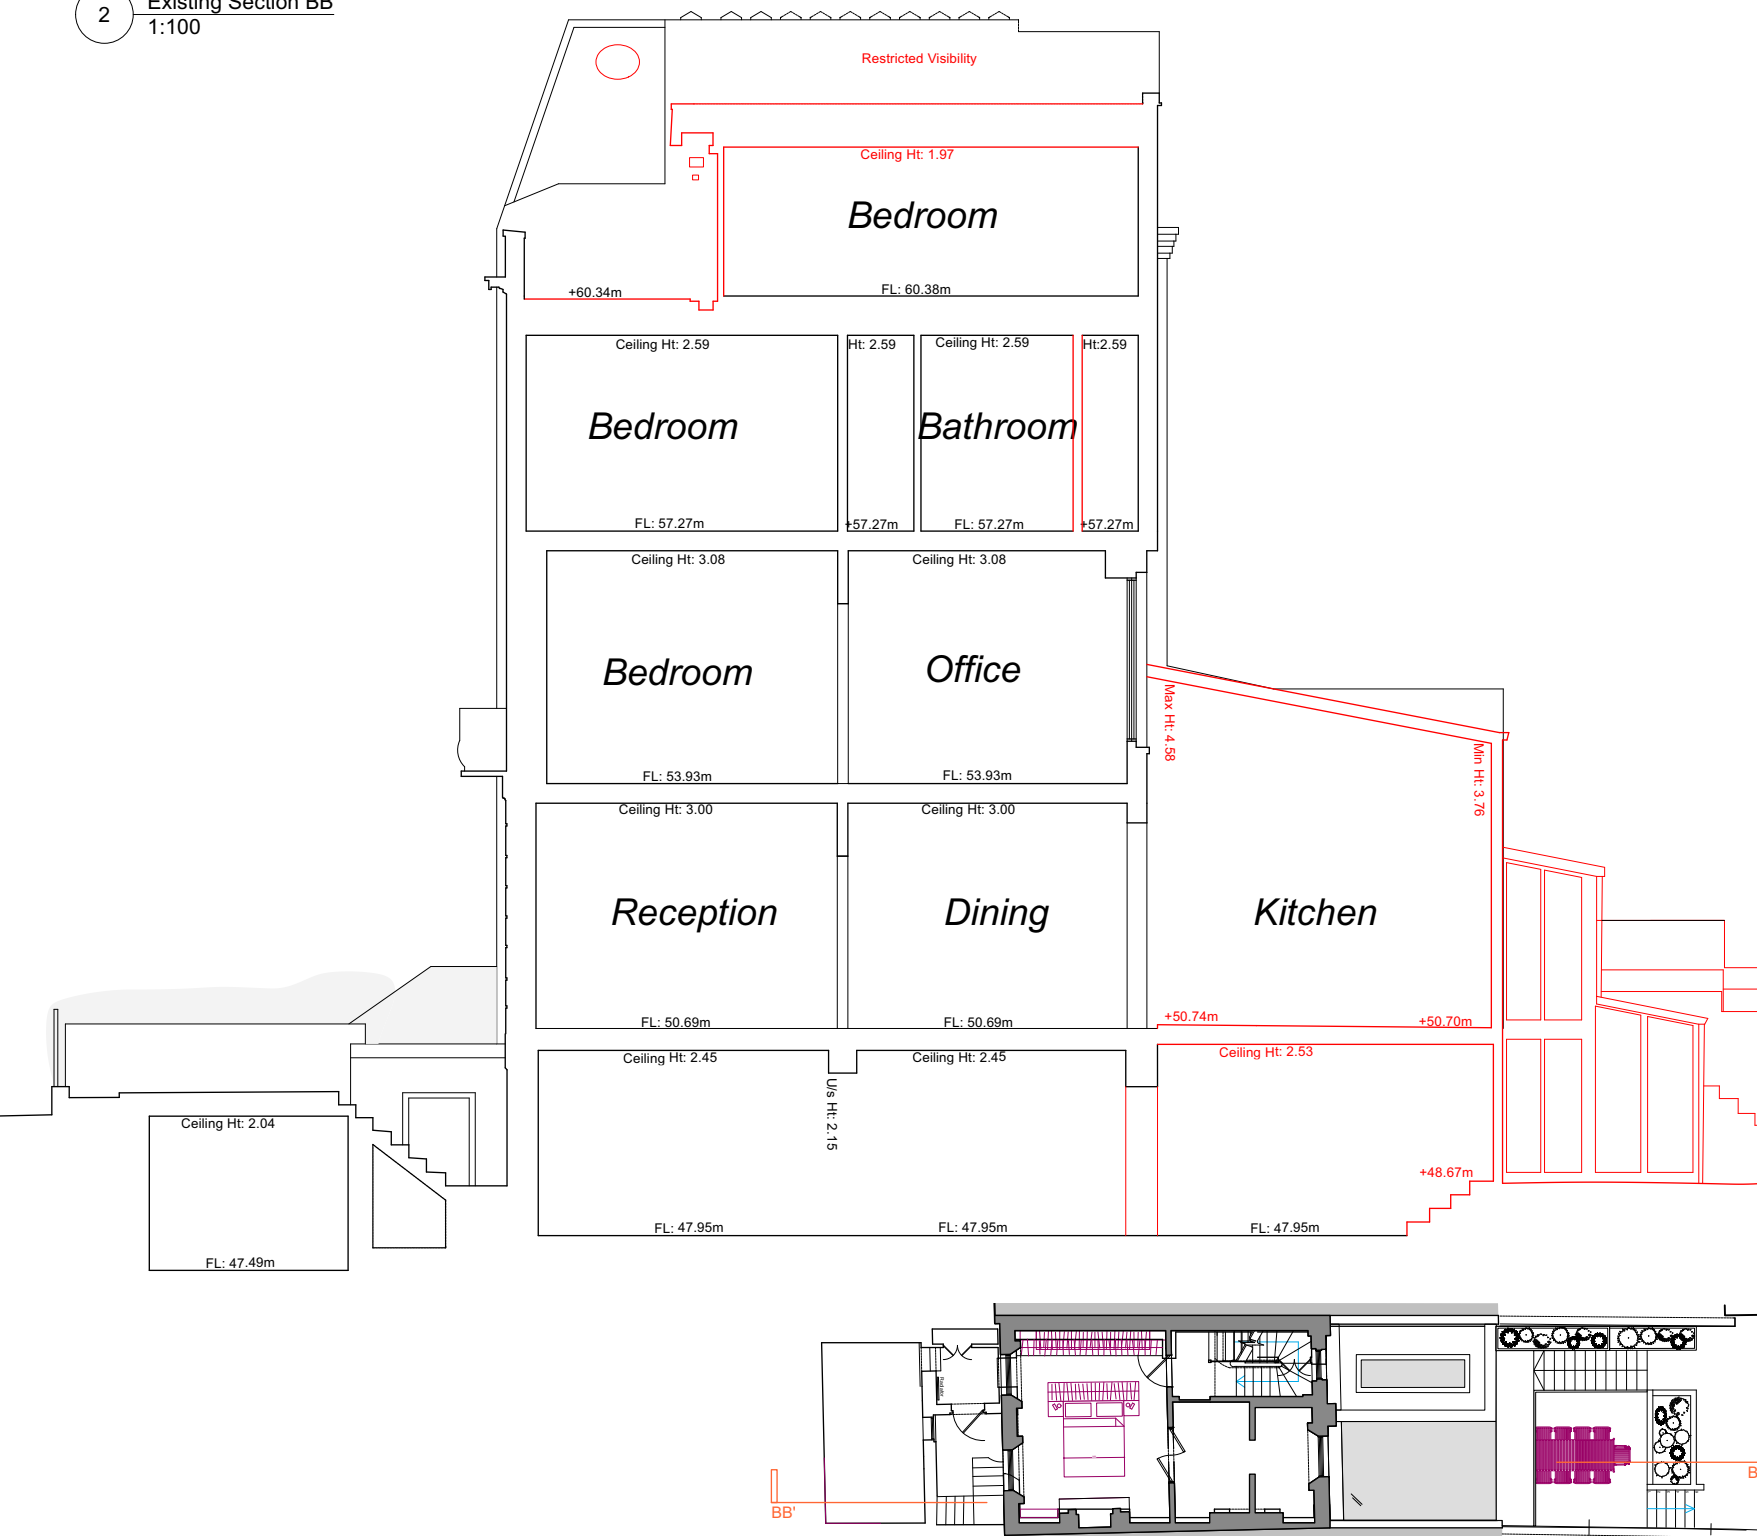 2
Existing Section BB
1:100
Restricted Visibility
Ceiling Ht: 1.97
Bedroom
+60.34m
FL: 60.38m
Ceiling Ht: 2.59
Ht: 2.59
Ceiling Ht: 2.59
Ht:2.59
Bedroom
Bathroom
FL: 57.27m
+57.27m
FL: 57.27m
+57.27m
Ceiling Ht: 3.08
Ceiling Ht: 3.08
Bedroom
Office
Max Ht: 4.58
Min Ht: 3.76
FL: 53.93m
FL: 53.93m
Ceiling Ht: 3.00
Ceiling Ht: 3.00
Reception
Dining
Kitchen
FL: 50.69m
FL: 50.69m
+50.74m
+50.70m
Ceiling Ht: 2.45
Ceiling Ht: 2.45
Ceiling Ht: 2.53
U/s Ht: 2.15
Ceiling Ht: 2.04
+48.67m
FL: 47.95m
FL: 47.95m
FL: 47.95m
FL: 47.49m
BB'
B